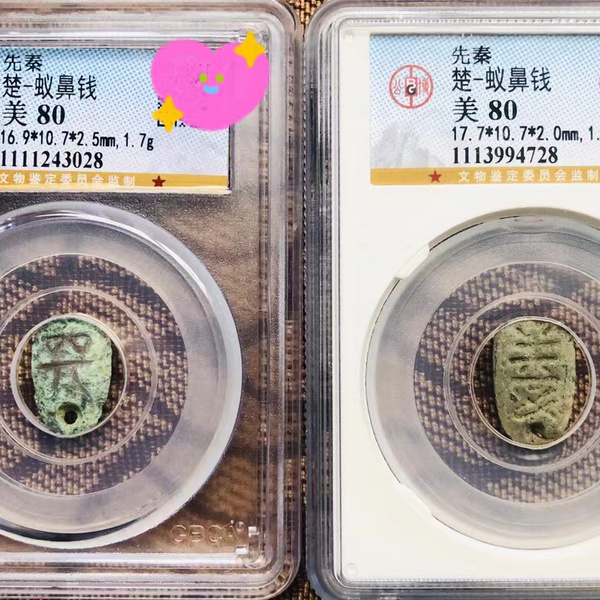 先秦
楚-蚁鼻钱
美 80
16.9*10.7*2.5mm,1.7g
1111243028
文物鉴定委员会监制
GBCA
先秦
楚-蚁鼻钱
美 80
17.7*10.7*2.0mm,1.
1113994728
文物鉴定委员会监制